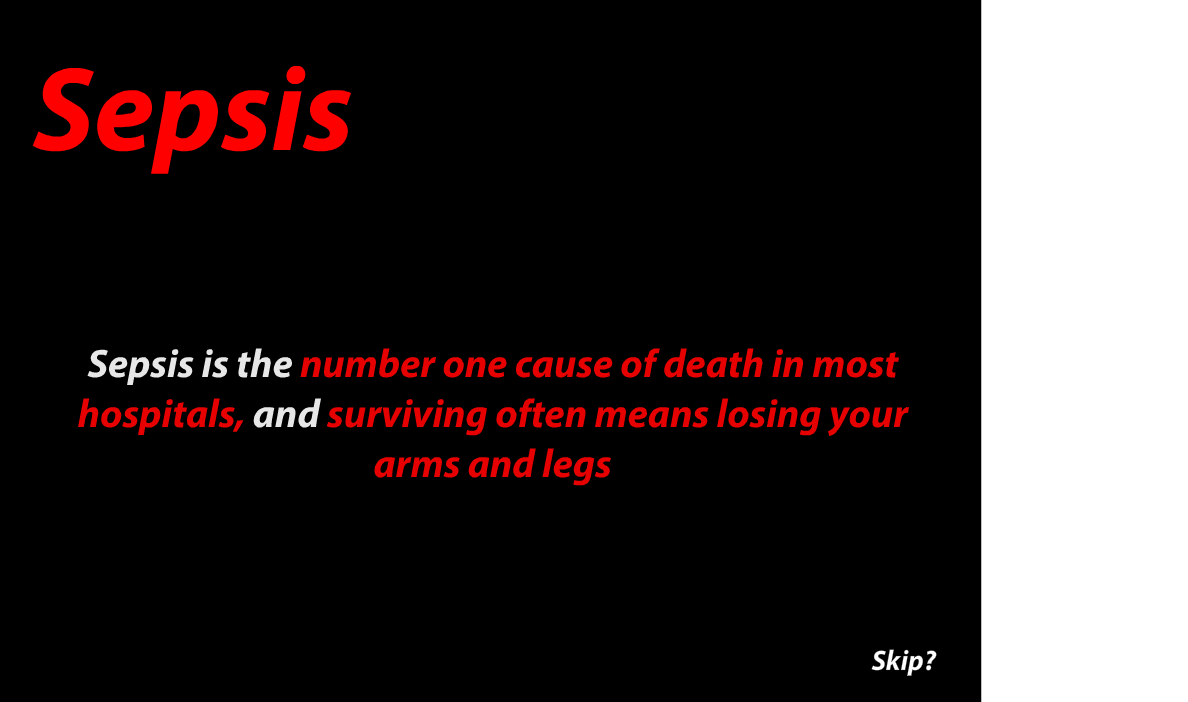 Sepsis
Sepsis is the number one cause of death in most
hospitals, and surviving often means losing your
arms and legs
Skip?